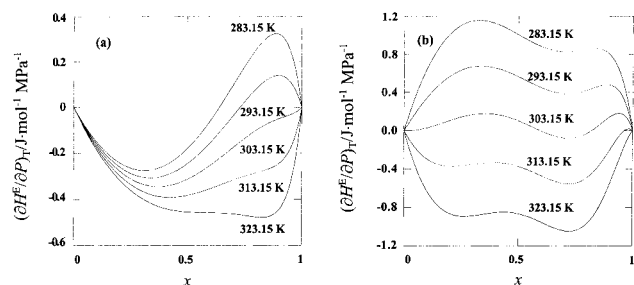 (a)
0.4
0.2
0
-0.2
-0.4
-0.6
283.15 K
293.15 K
303.15 K
313.15 K
323.15 K
0
0.5
1
x
(∂Hᴱ/∂P)ᴛ/J·mol⁻¹ MPa⁻¹
(b)
1.2
0.8
0.4
0
-0.4
-0.8
-1.2
283.15 K
293.15 K
303.15 K
313.15 K
323.15 K
0
0.5
1
x
(∂Hᴱ/∂P)ᴛ/J·mol⁻¹ MPa⁻¹